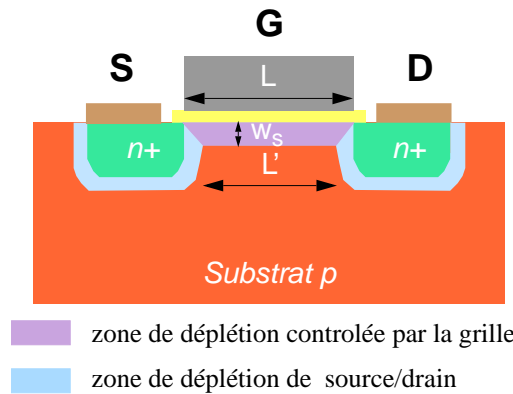 G
S
D
L
w_s
n+
n+
L'
Substrat p
zone de déplétion controlée par la grille
zone de déplétion de source/drain